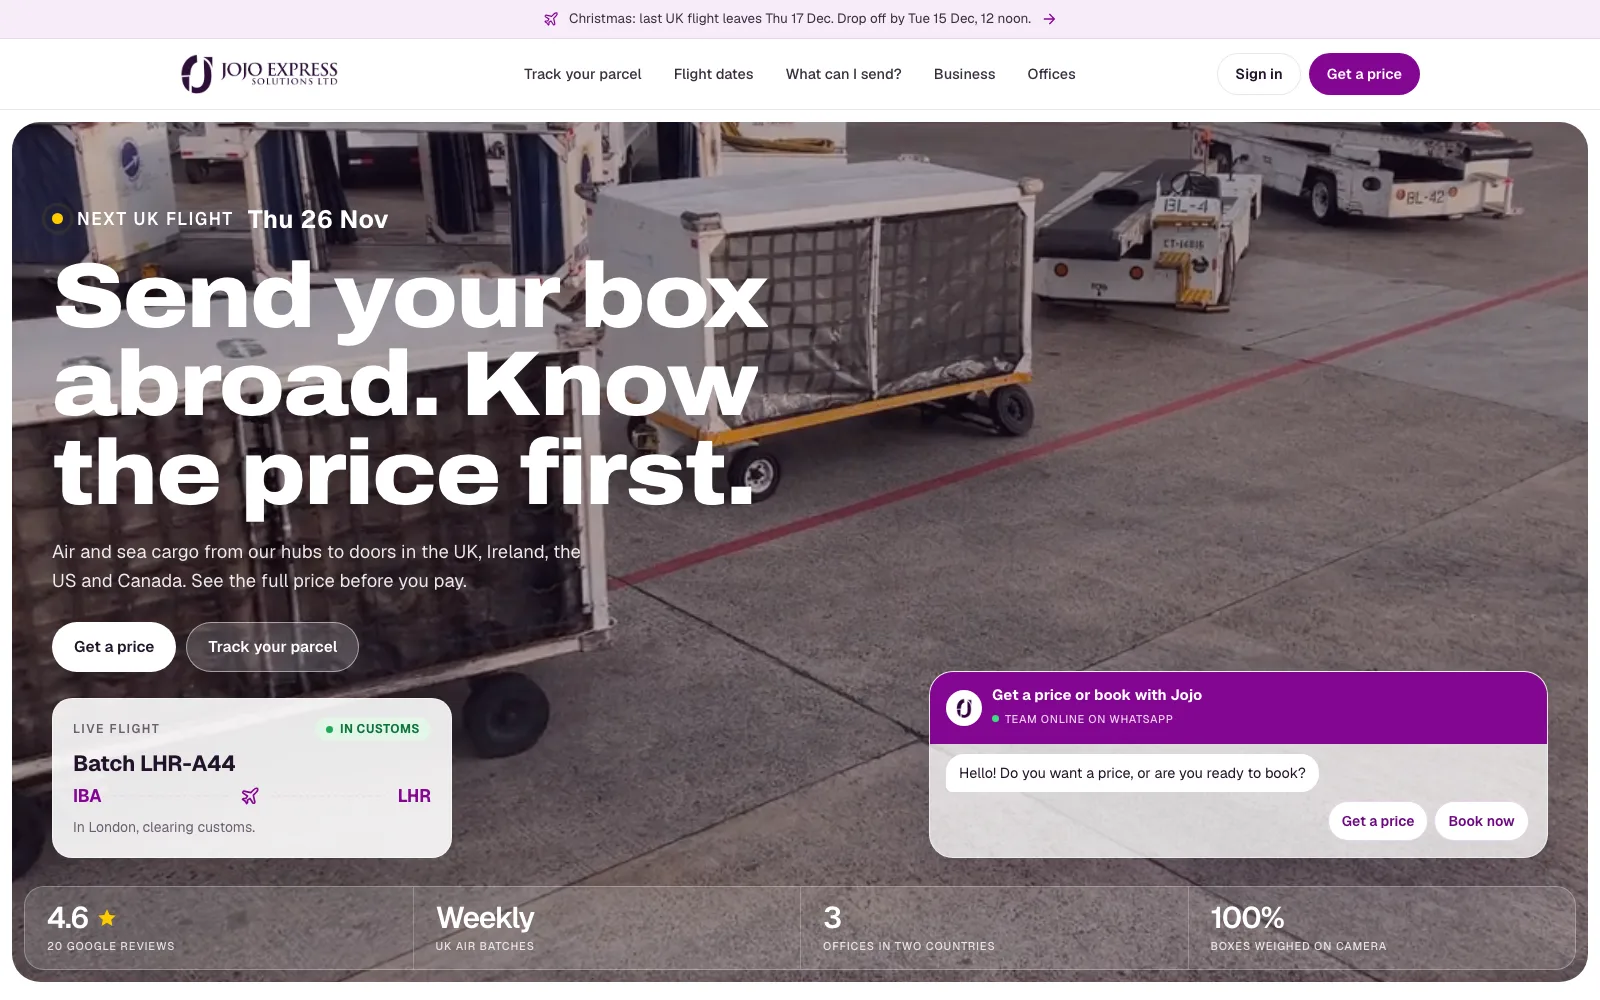 Christmas: last UK flight leaves Thu 17 Dec. Drop off by Tue 15 Dec, 12 noon.
JOJO EXPRESS
SOLUTIONS LTD
Track your parcel
Flight dates
What can I send?
Business
Offices
Sign in
Get a price
NEXT UK FLIGHT Thu 26 Nov
Send your box
abroad. Know
the price first.
Air and sea cargo from our hubs to doors in the UK, Ireland, the
US and Canada. See the full price before you pay.
Get a price
Track your parcel
LIVE FLIGHT
IN CUSTOMS
Batch LHR-A44
IBA
LHR
In London, clearing customs.
Get a price or book with Jojo
TEAM ONLINE ON WHATSAPP
Hello! Do you want a price, or are you ready to book?
Get a price
Book now
4.6
20 GOOGLE REVIEWS
Weekly
UK AIR BATCHES
3
OFFICES IN TWO COUNTRIES
100%
BOXES WEIGHED ON CAMERA
BL-4
BL-42